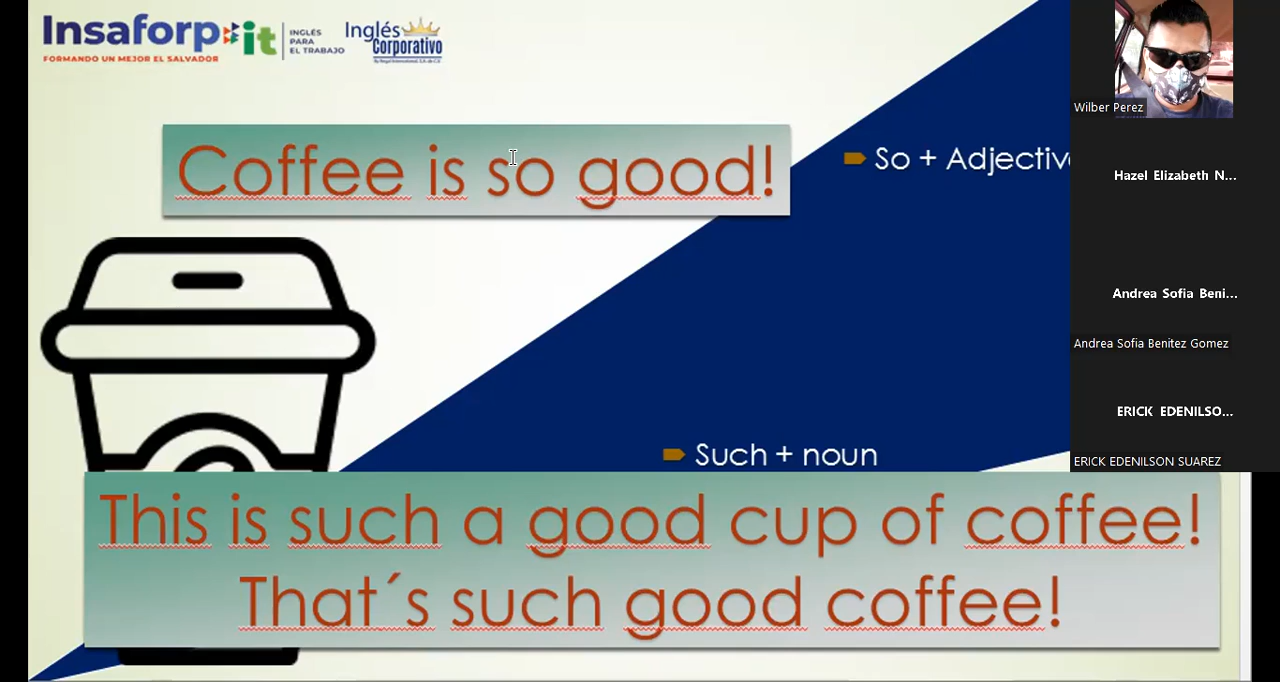 Insaforp it
FORMANDO UN MEJOR EL SALVADOR
INGLÉS
PARA
EL TRABAJO
Inglés
Corporativo
Coffee is so good!
So + Adjectiv
Such + noun
This is such a good cup of coffee!
That´s such good coffee!
Wilber Perez
Hazel Elizabeth N...
Andrea Sofia Beni...
Andrea Sofia Benitez Gomez
ERICK EDENILSO...
ERICK EDENILSON SUAREZ